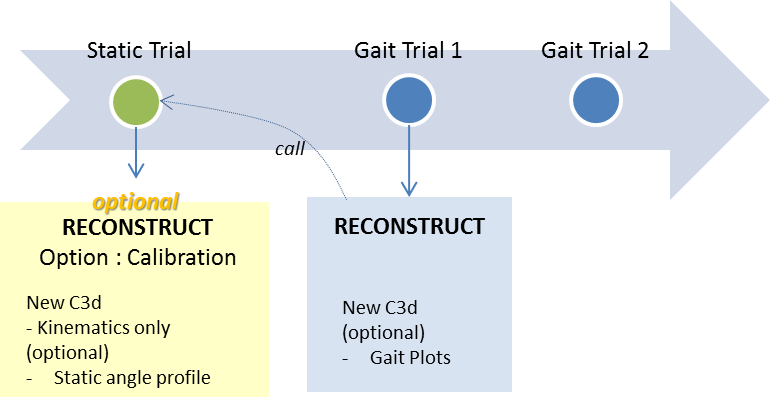 Static Trial
Gait Trial 1
Gait Trial 2
call
optional
RECONSTRUCT
Option : Calibration
New C3d
- Kinematics only
(optional)
- Static angle profile
RECONSTRUCT
New C3d
(optional)
- Gait Plots